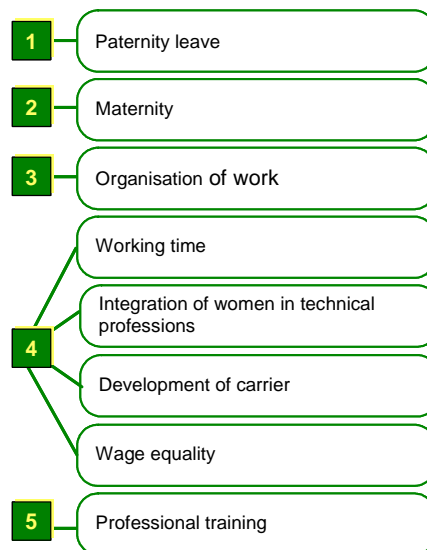 1 Paternity leave
2 Maternity
3 Organisation of work
Working time
Integration of women in technical
professions
4
Development of carrier
Wage equality
5 Professional training